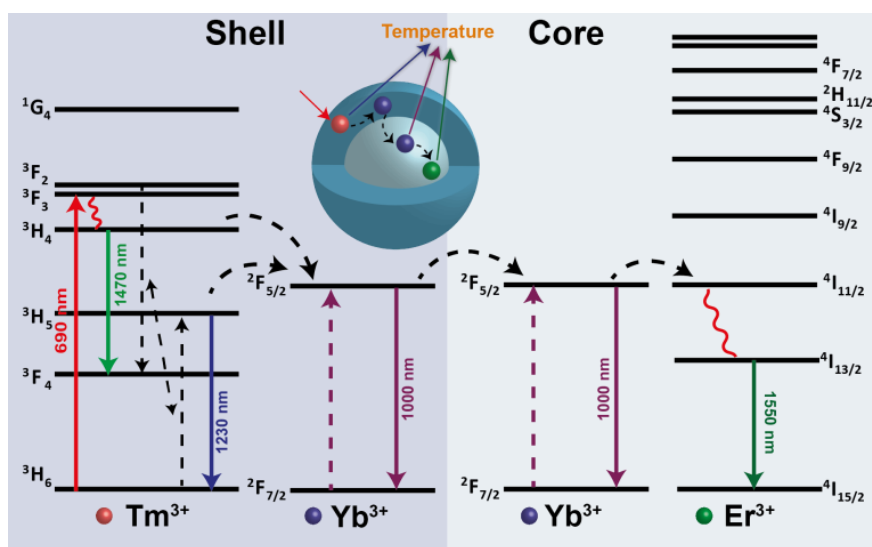 Shell
Core
Temperature
¹G₄
³F₂
³F₃
³H₄
³H₅
³F₄
³H₆
690 nm
1470 nm
1230 nm
²F₅/₂
²F₇/₂
1000 nm
²F₅/₂
²F₇/₂
1000 nm
⁴F₇/₂
²H₁₁/₂
⁴S₃/₂
⁴F₉/₂
⁴I₉/₂
⁴I₁₁/₂
⁴I₁₃/₂
⁴I₁₅/₂
1550 nm
Tm³⁺
Yb³⁺
Yb³⁺
Er³⁺